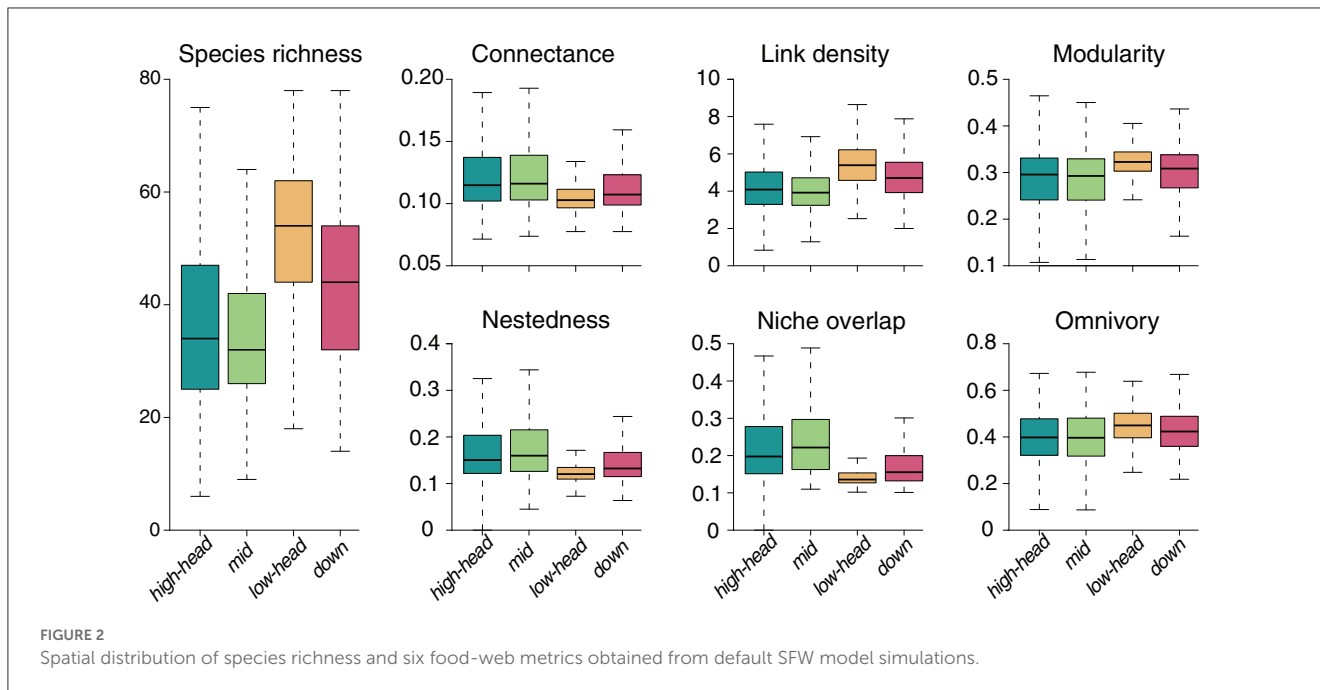 Species richness
80
60
40
20
0
high-head
mid
low-head
down
Connectance
0.20
0.15
0.10
0.05
Link density
10
8
6
4
2
0
Modularity
0.5
0.4
0.3
0.2
0.1
Nestedness
0.4
0.3
0.2
0.1
0
high-head
mid
low-head
down
Niche overlap
0.5
0.4
0.3
0.2
0.1
0
high-head
mid
low-head
down
Omnivory
0.8
0.6
0.4
0.2
0
high-head
mid
low-head
down
FIGURE 2
Spatial distribution of species richness and six food-web metrics obtained from default SFW model simulations.